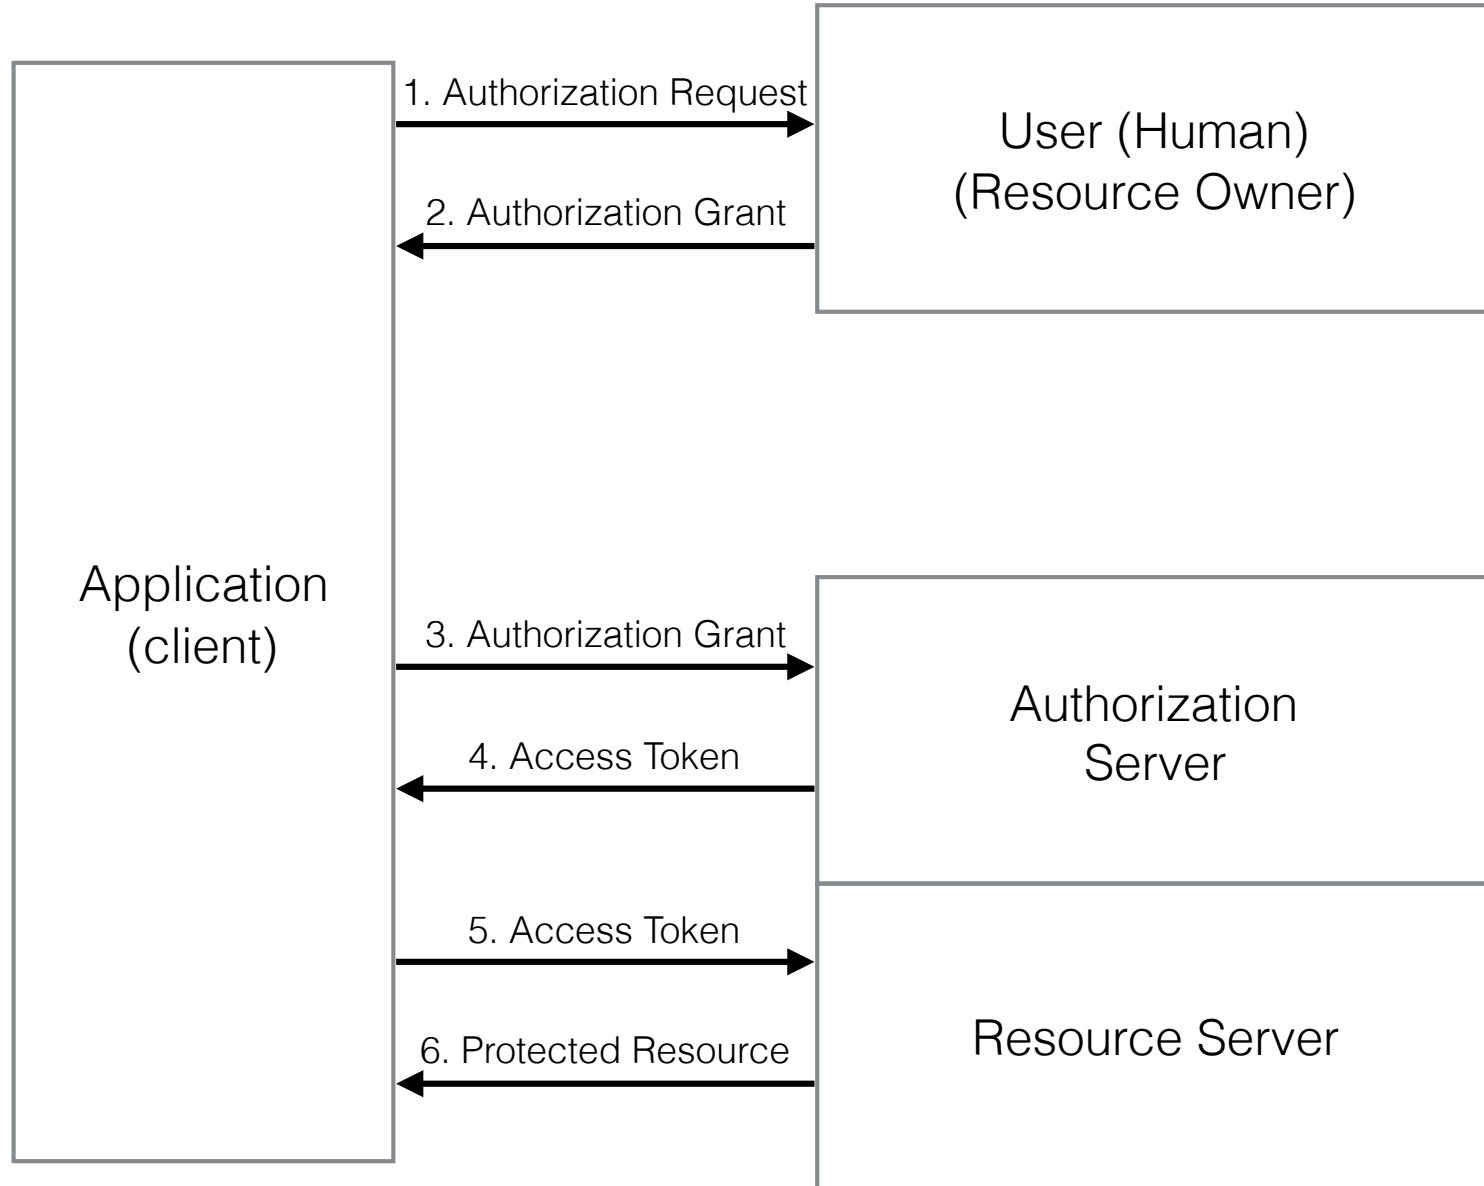 1. Authorization Request
User (Human)
(Resource Owner)
2. Authorization Grant
Application
(client)
3. Authorization Grant
Authorization
Server
4. Access Token
5. Access Token
Resource Server
6. Protected Resource